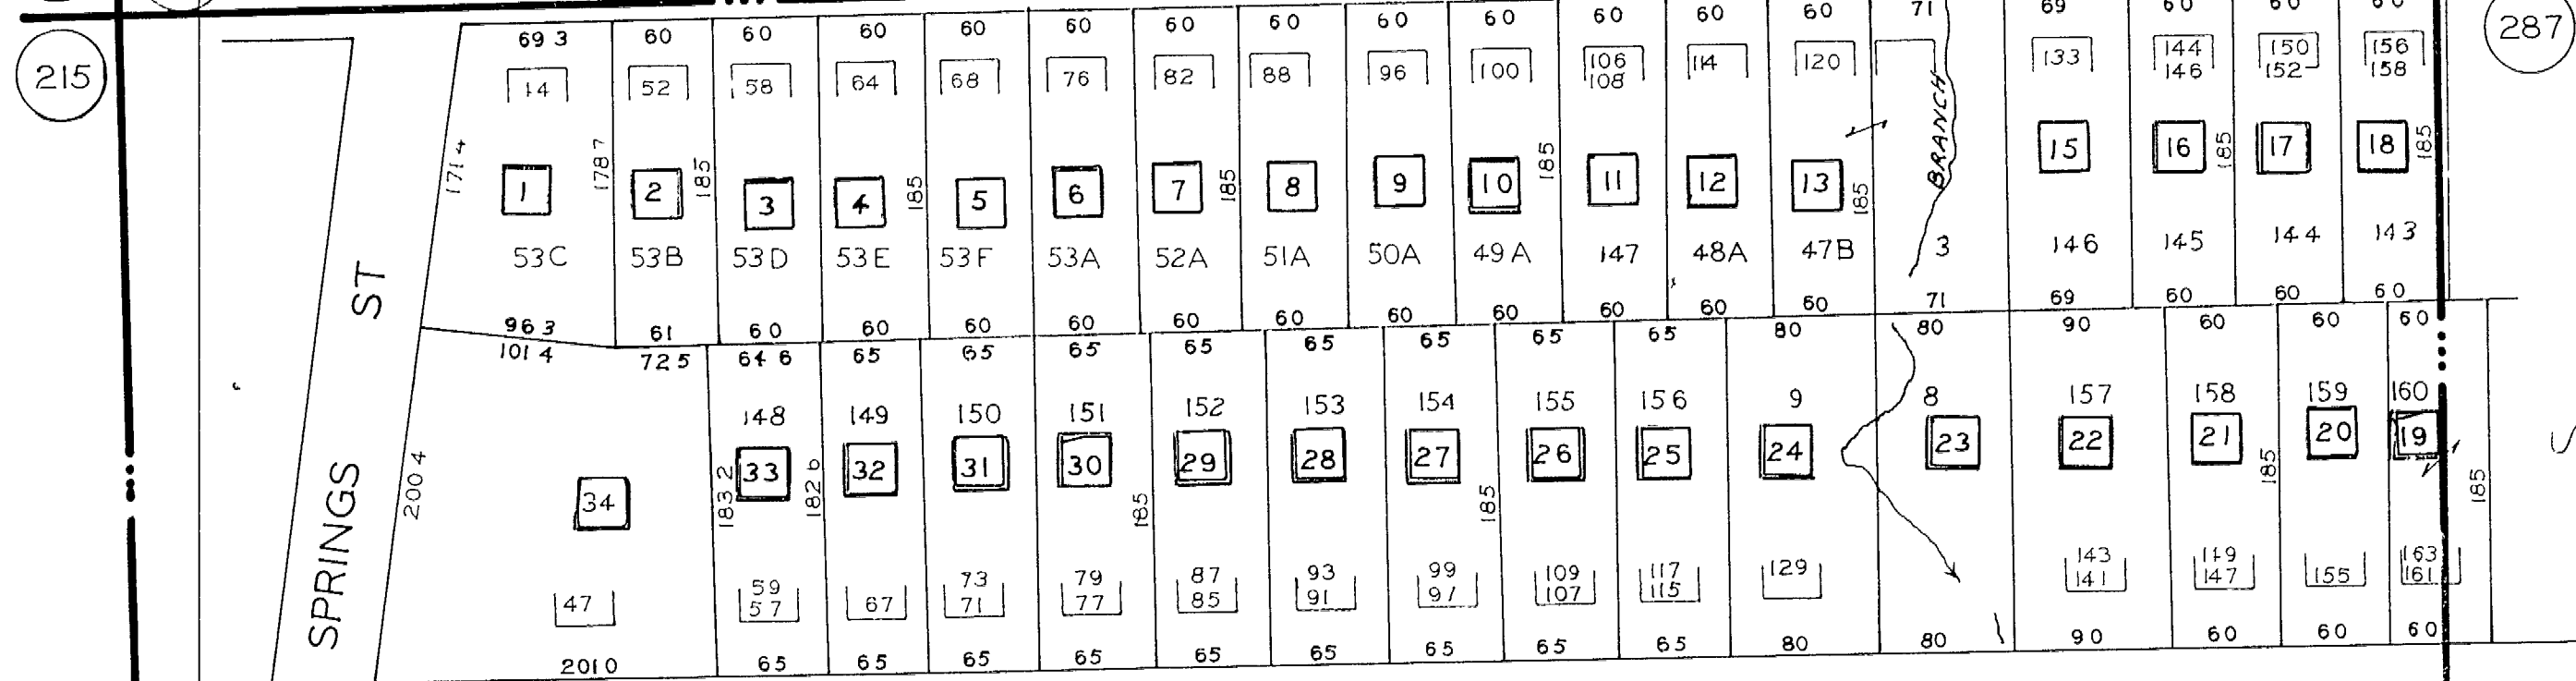 69 3 60 60 60 60 60 60 60 60 60 60 60 60 71 69 60 60 60
215 287
14 52 58 64 68 76 82 88 96 100 106 114 120 133 144 150 156
108 146 152 158
171 4 178 7 185 185 185 185 185 185 185
1 2 3 4 5 6 7 8 9 10 11 12 13 15 16 17 18
BRANCH
53C 53B 53D 53E 53F 53A 52A 51A 50A 49A 147 48A 47B 3 146 145 144 143
96 3 61 60 60 60 60 60 60 60 60 60 60 60 71 69 60 60 60
101 4 72 5 64 6 65 65 65 65 65 65 65 65 80 80 90 60 60 60
148 149 150 151 152 153 154 155 156 9 8 157 158 159 160
34 33 32 31 30 29 28 27 26 25 24 23 22 21 20 19
200 4 183 2 182 6 185 185 185 185
SPRINGS ST
59 73 79 87 93 99 109 117 129 143 149 163
47 57 67 71 77 85 91 97 107 115 141 147 155 161
201 0 65 65 65 65 65 65 65 65 65 80 80 90 60 60 60